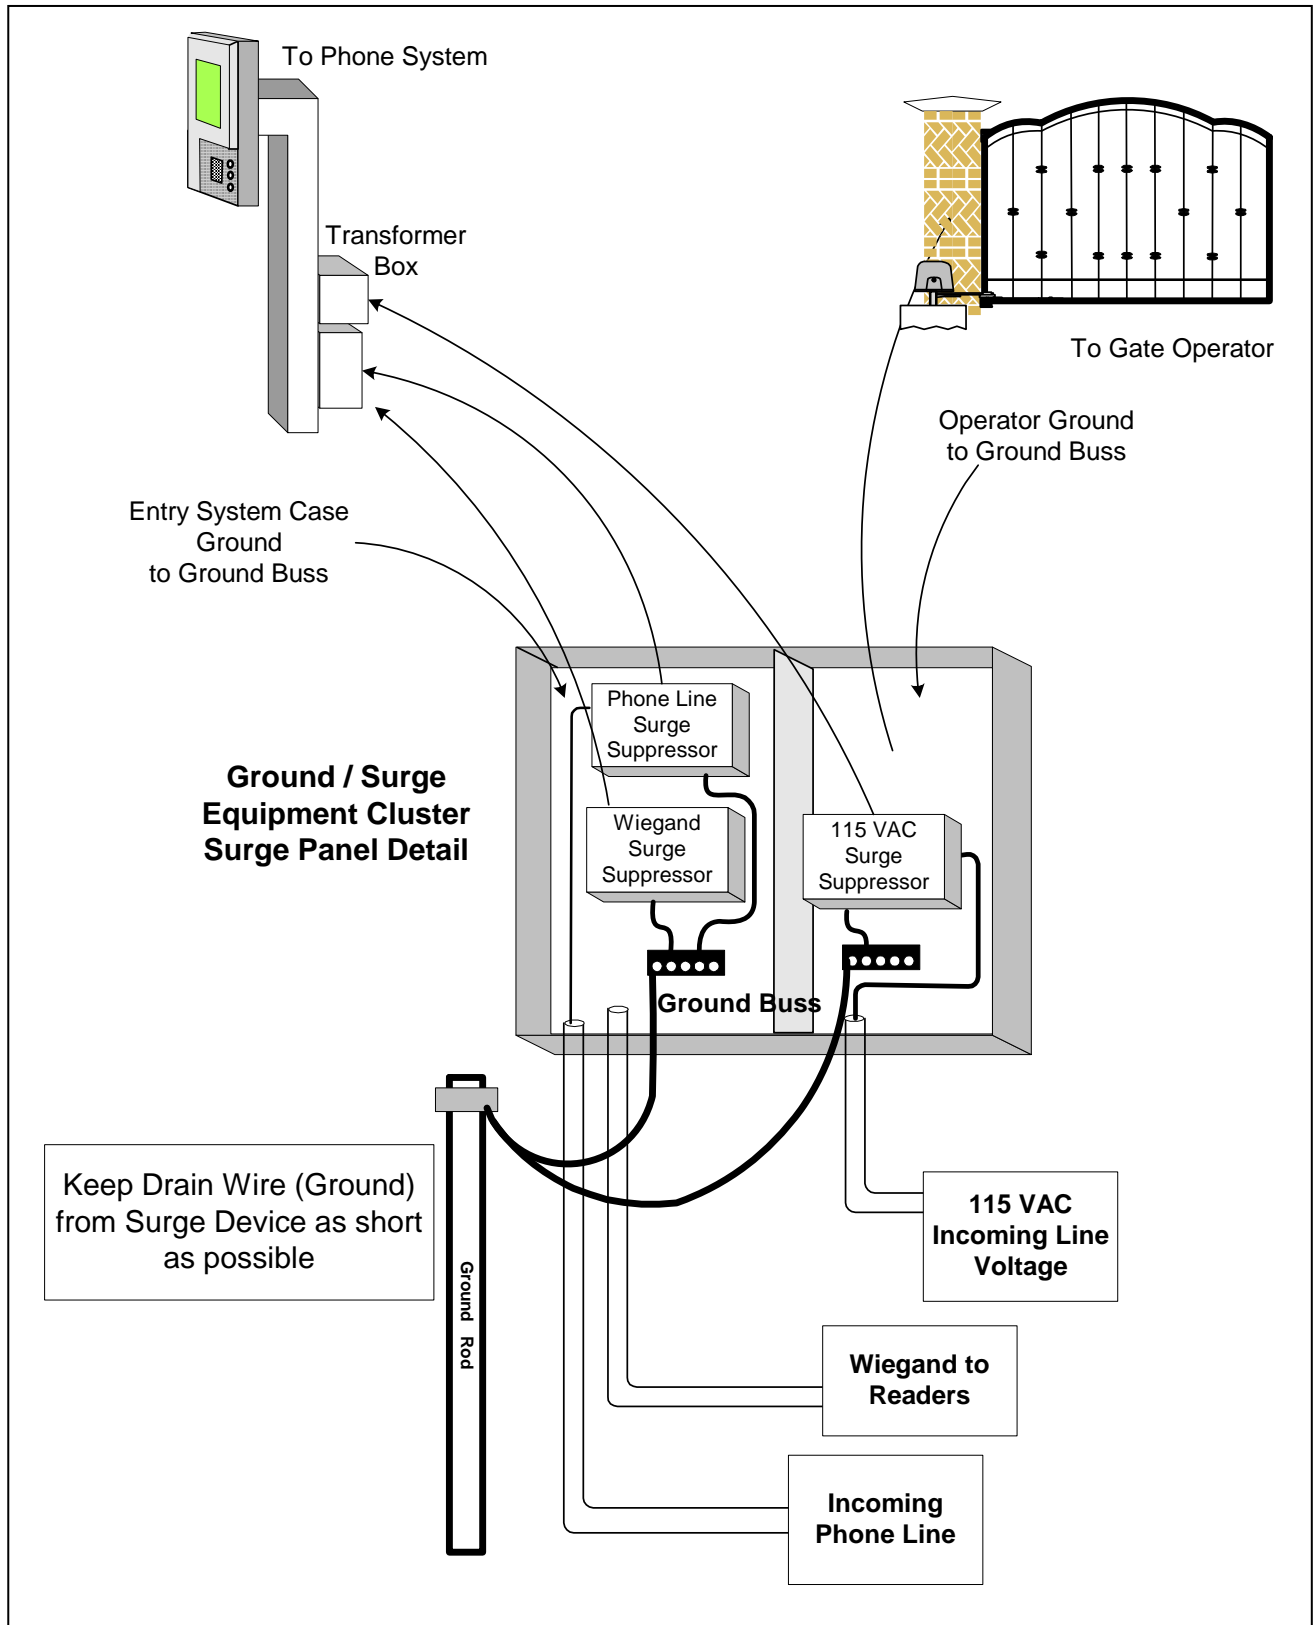 To Phone System
Transformer
Box
To Gate Operator
Operator Ground
to Ground Buss
Entry System Case
Ground
to Ground Buss
Phone Line
Surge
Suppressor
Ground / Surge
Equipment Cluster
Surge Panel Detail
Wiegand
Surge
Suppressor
115 VAC
Surge
Suppressor
Ground Buss
Keep Drain Wire (Ground)
from Surge Device as short
as possible
Ground Rod
115 VAC
Incoming Line
Voltage
Wiegand to
Readers
Incoming
Phone Line